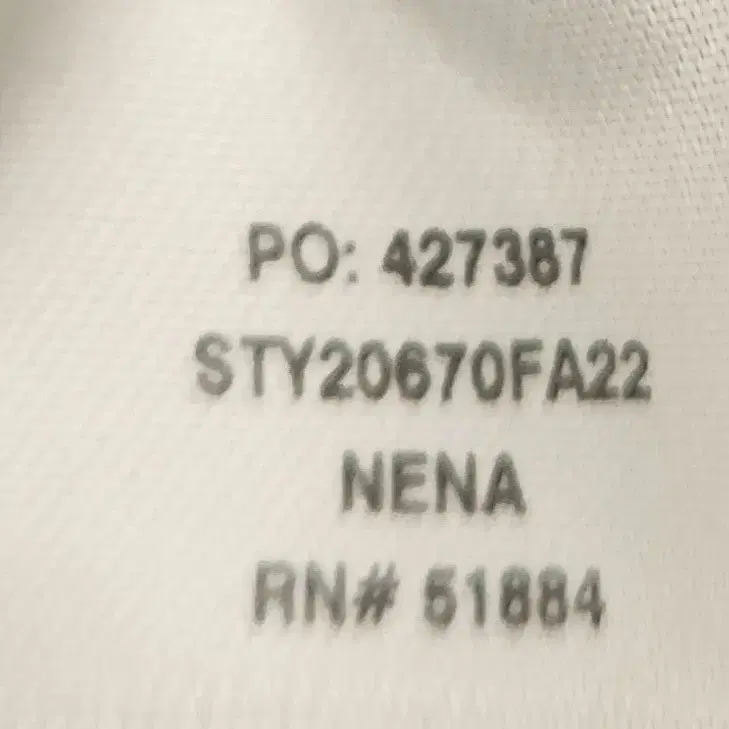 PO: 427387
STY20670FA22
NENA
RN# 51884